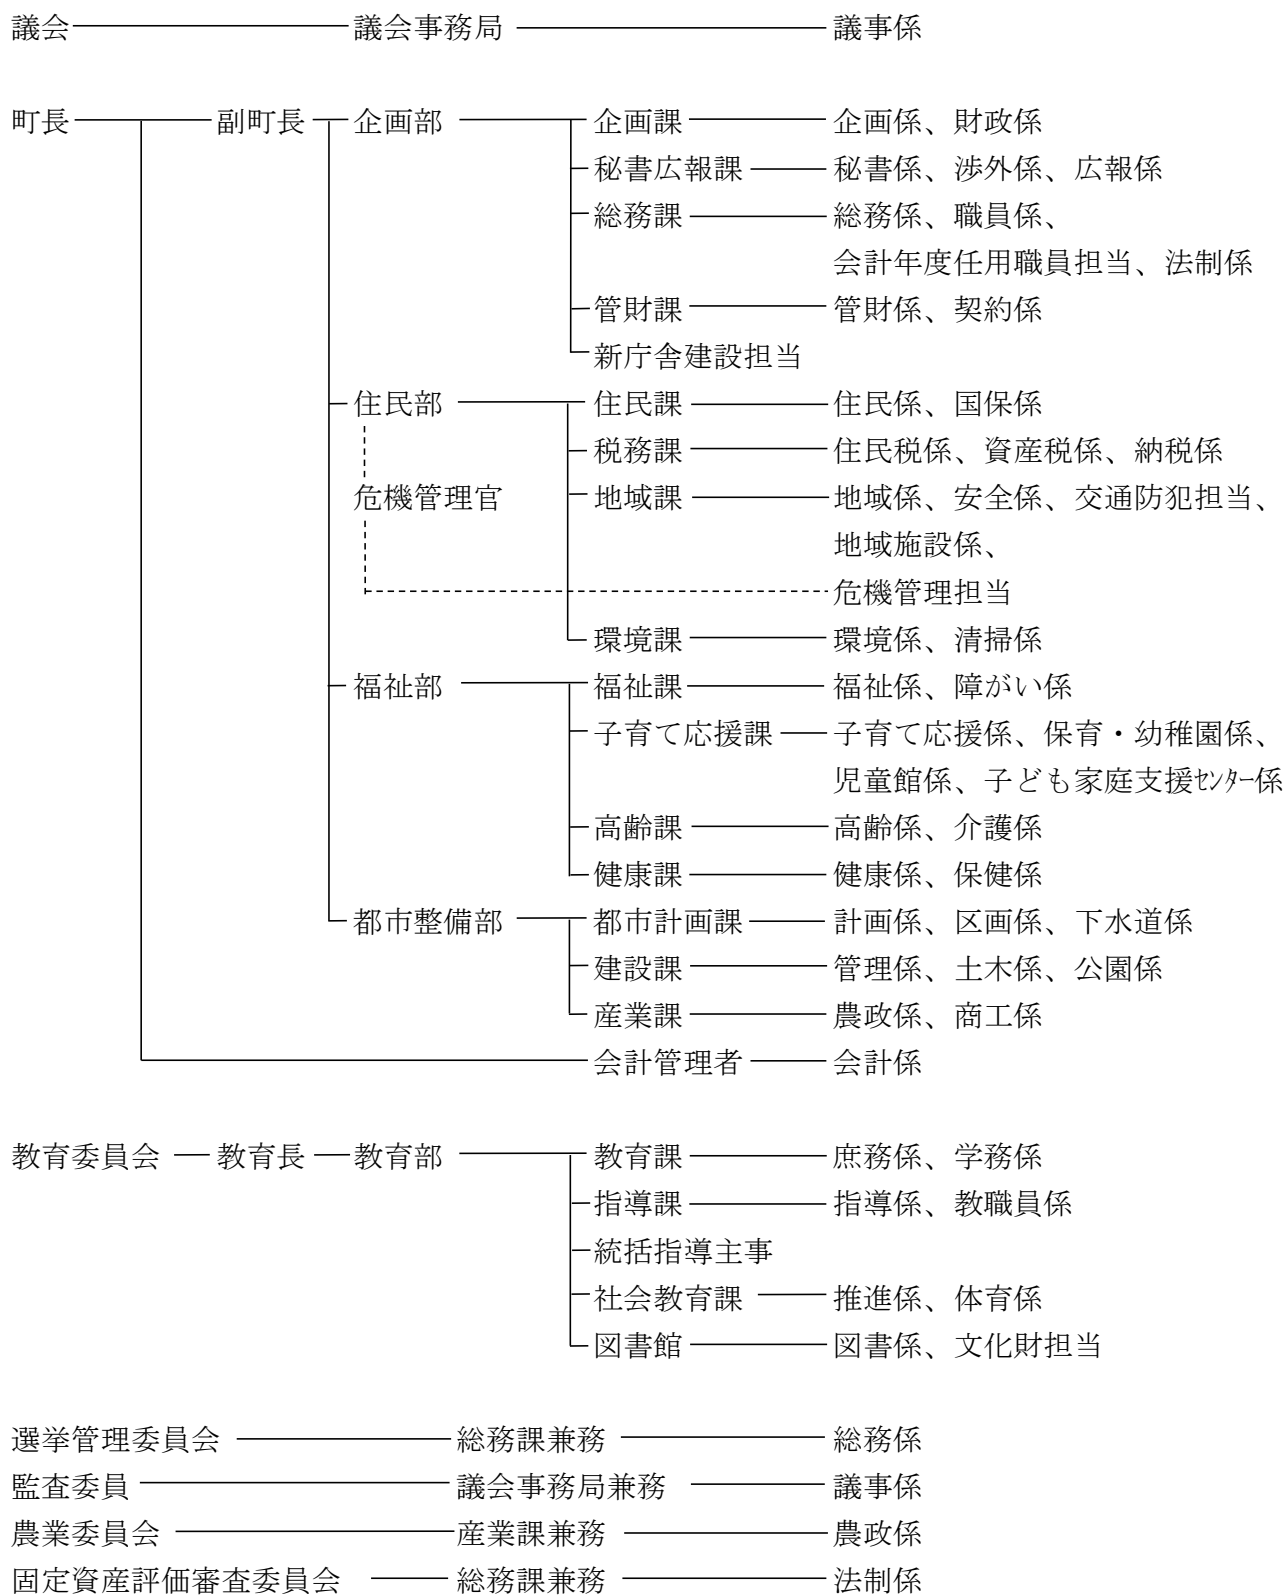 議会 議会事務局 議事係
町長 副町長 企画部 企画課 企画係、財政係
秘書広報課 秘書係、渉外係、広報係
総務課 総務係、職員係、
会計年度任用職員担当、法制係
管財課 管財係、契約係
新庁舎建設担当
住民部 住民課 住民係、国保係
税務課 住民税係、資産税係、納税係
危機管理官 地域課 地域係、安全係、交通防犯担当、
地域施設係、
危機管理担当
環境課 環境係、清掃係
福祉部 福祉課 福祉係、障がい係
子育て応援課 子育て応援係、保育・幼稚園係、
児童館係、子ども家庭支援ｾﾝﾀｰ係
高齢課 高齢係、介護係
健康課 健康係、保健係
都市整備部 都市計画課 計画係、区画係、下水道係
建設課 管理係、土木係、公園係
産業課 農政係、商工係
会計管理者 会計係
教育委員会 教育長 教育部 教育課 庶務係、学務係
指導課 指導係、教職員係
統括指導主事
社会教育課 推進係、体育係
図書館 図書係、文化財担当
選挙管理委員会 総務課兼務 総務係
監査委員 議会事務局兼務 議事係
農業委員会 産業課兼務 農政係
固定資産評価審査委員会 総務課兼務 法制係